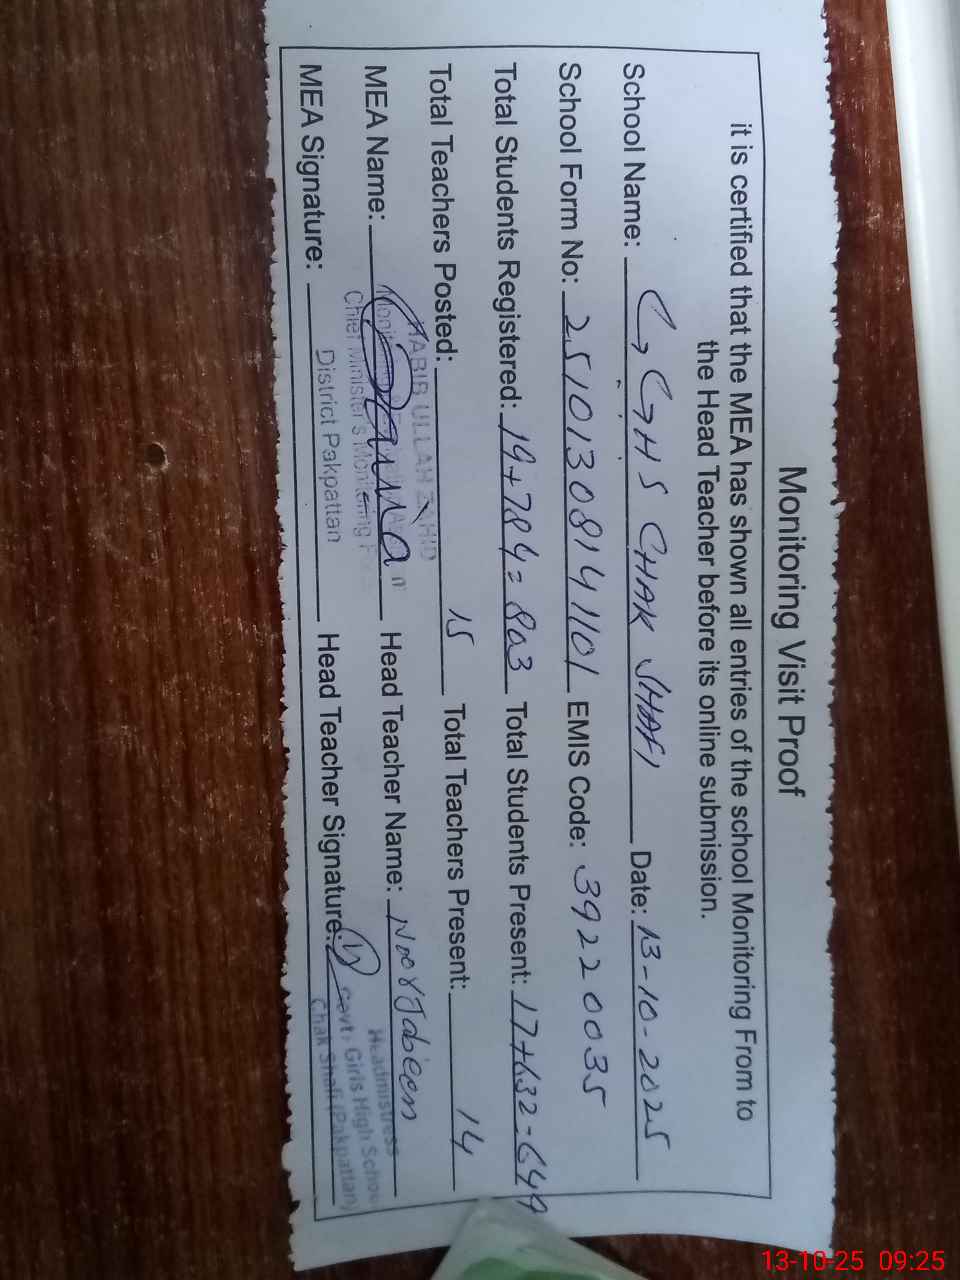 Monitoring Visit Proof
it is certified that the MEA has shown all entries of the school Monitoring From to
the Head Teacher before its online submission.
School Name: GGHS CHAK SHAFI Date: 13-10-2025
School Form No: 25101308141101 EMIS Code: 39220035
Total Students Registered: 19+784=803 Total Students Present: 17+632=649
Total Teachers Posted: 15 Total Teachers Present: 14
MEA Name: Head Teacher Name: Noor Jabeen
MEA Signature: Head Teacher Signature:
HABIB ULLAH ZAHID
Chief Minister's Monitoring
District Pakpattan
Headmistress
Govt: Girls High School
Chak Shafi (Pakpattan)
13-10-25 09:25